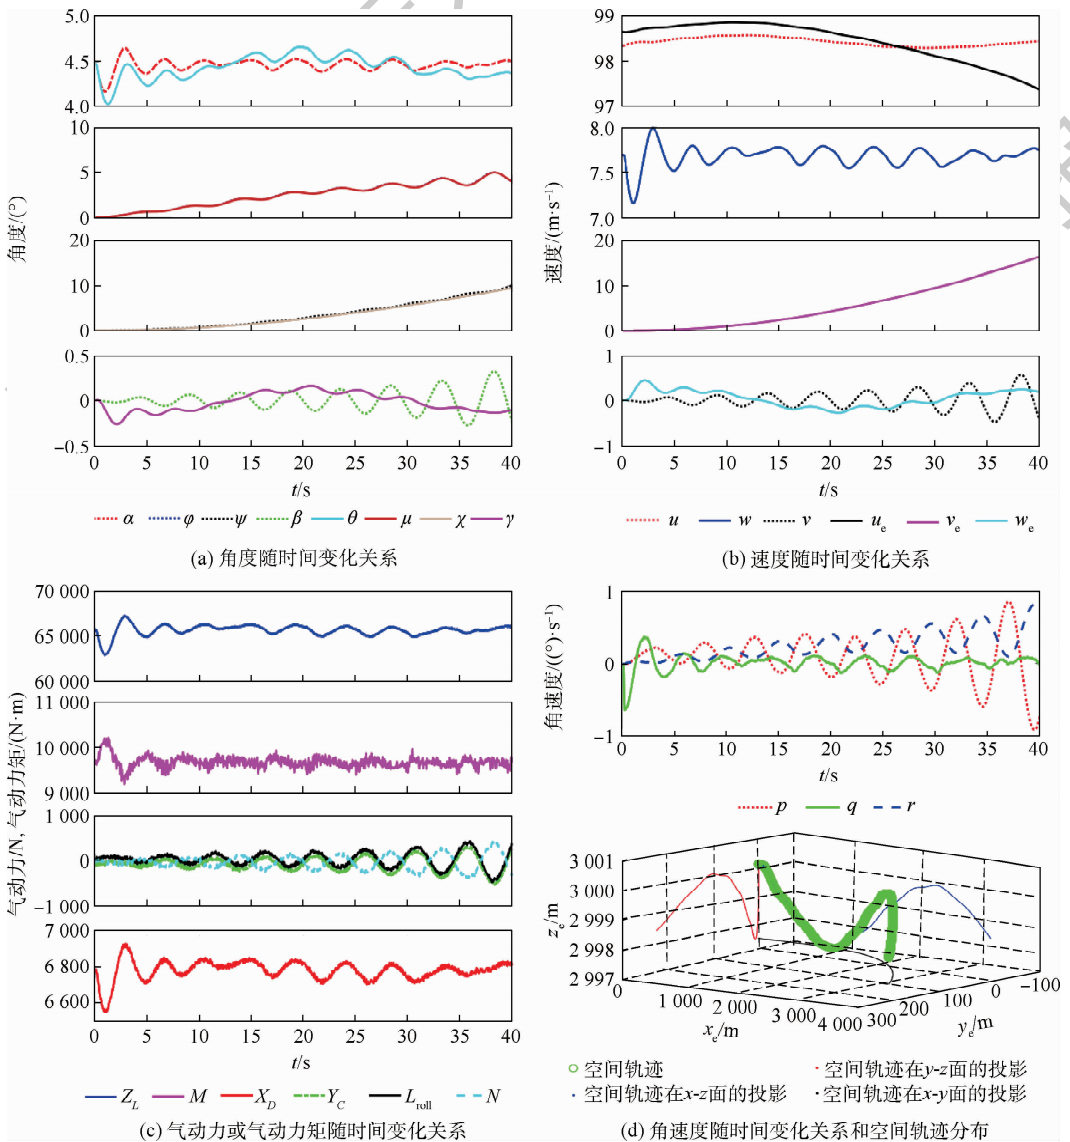 5.0
4.5
4.0
10
5
0
20
10
0
0.5
0
−0.5
0 5 10 15 20 25 30 35 40
t/s
角度/(°)
α φ ψ β θ μ χ γ
(a) 角度随时间变化关系
99
98
97
8.0
7.5
7.0
20
10
0
1
0
−1
0 5 10 15 20 25 30 35 40
t/s
速度/(m·s⁻¹)
u w v uₑ vₑ wₑ
(b) 速度随时间变化关系
70 000
65 000
60 000
11 000
10 000
9 000
1 000
0
−1 000
7 000
6 800
6 600
0 5 10 15 20 25 30 35 40
t/s
气动力/N, 气动力矩/(N·m)
Z_L M X_D Y_C L_roll N
(c) 气动力或气动力矩随时间变化关系
1
0
−1
0 5 10 15 20 25 30 35 40
t/s
角速度/((°)·s⁻¹)
p q r
3 001
3 000
2 999
2 998
2 997
zₑ/m
0 1 000 2 000 3 000 4 000
xₑ/m
300 200 100 0 −100
yₑ/m
空间轨迹 空间轨迹在y-z面的投影
空间轨迹在x-z面的投影 空间轨迹在x-y面的投影
(d) 角速度随时间变化关系和空间轨迹分布